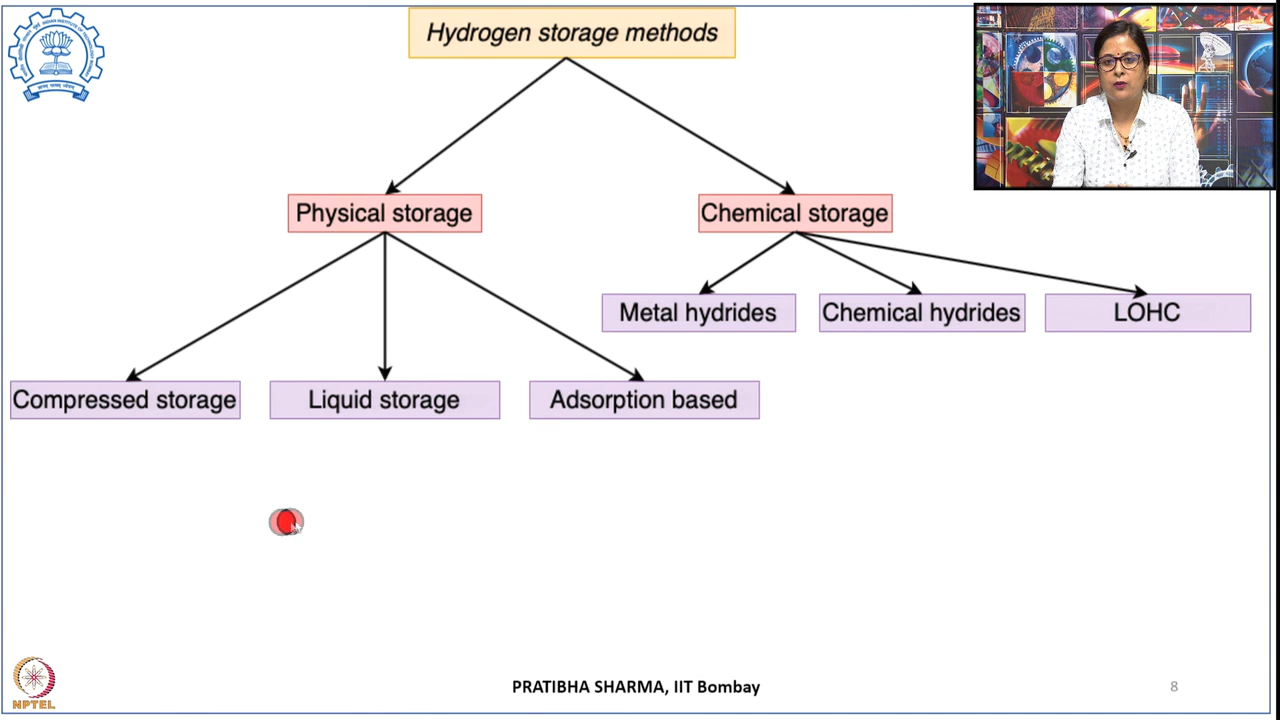 Hydrogen storage methods
Physical storage
Chemical storage
Metal hydrides
Chemical hydrides
LOHC
Compressed storage
Liquid storage
Adsorption based
NPTEL
PRATIBHA SHARMA, IIT Bombay
8